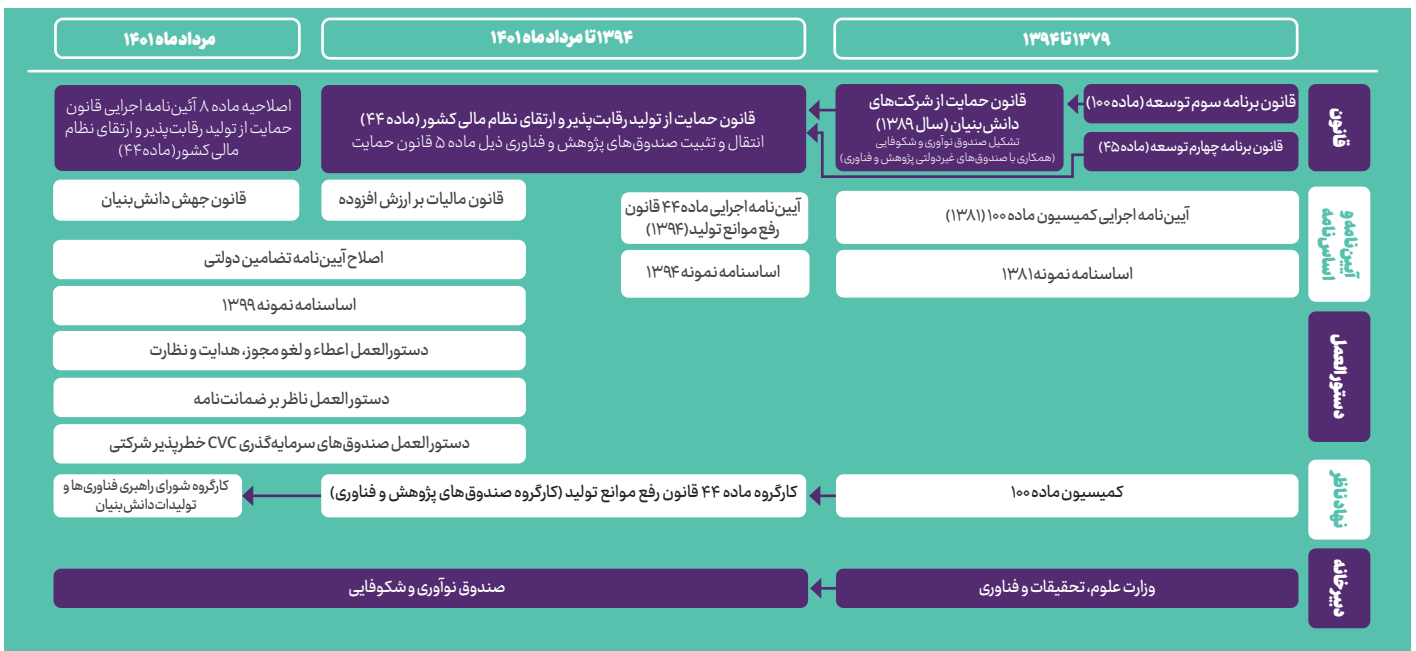 ۱۳۷۹ تا ۱۳۹۴
۱۳۹۴ تا مرداد ماه ۱۴۰۱
مرداد ماه ۱۴۰۱
قانون
قانون برنامه سوم توسعه (ماده ۱۰۰)
قانون برنامه چهارم توسعه (ماده ۴۵)
قانون حمایت از شرکت‌های
دانش‌بنیان (سال ۱۳۸۹)
تشکیل صندوق نوآوری و شکوفایی
(همکاری با صندوق‌های غیردولتی پژوهش و فناوری)
قانون حمایت از تولید رقابت‌پذیر و ارتقای نظام مالی کشور (ماده ۴۴)
انتقال و تثبیت صندوق‌های پژوهش و فناوری ذیل ماده ۵ قانون حمایت
اصلاحیه ماده ۸ آئین‌نامه اجرایی قانون
حمایت از تولید رقابت‌پذیر و ارتقای نظام
مالی کشور (ماده ۴۴)
آیین‌نامه و
اساس‌نامه
آیین‌نامه اجرایی کمیسیون ماده ۱۰۰ (۱۳۸۱)
آیین‌نامه اجرایی ماده ۴۴ قانون
رفع موانع تولید (۱۳۹۴)
قانون مالیات بر ارزش افزوده
قانون جهش دانش‌بنیان
اساسنامه نمونه ۱۳۸۱
اساسنامه نمونه ۱۳۹۴
اصلاح آیین‌نامه تضامین دولتی
اساسنامه نمونه ۱۳۹۹
دستورالعمل
دستورالعمل اعطاء و لغو مجوز، هدایت و نظارت
دستورالعمل ناظر بر ضمانت‌نامه
دستورالعمل صندوق‌های سرمایه‌گذری CVC خطرپذیر شرکتی
نهاد ناظر
کمیسیون ماده ۱۰۰
کارگروه ماده ۴۴ قانون رفع موانع تولید (کارگروه صندوق‌های پژوهش و فناوری)
کارگروه شورای راهبری فناوری‌ها و
تولیدات دانش‌بنیان
دبیرخانه
وزارت علوم، تحقیقات و فناوری
صندوق نوآوری و شکوفایی